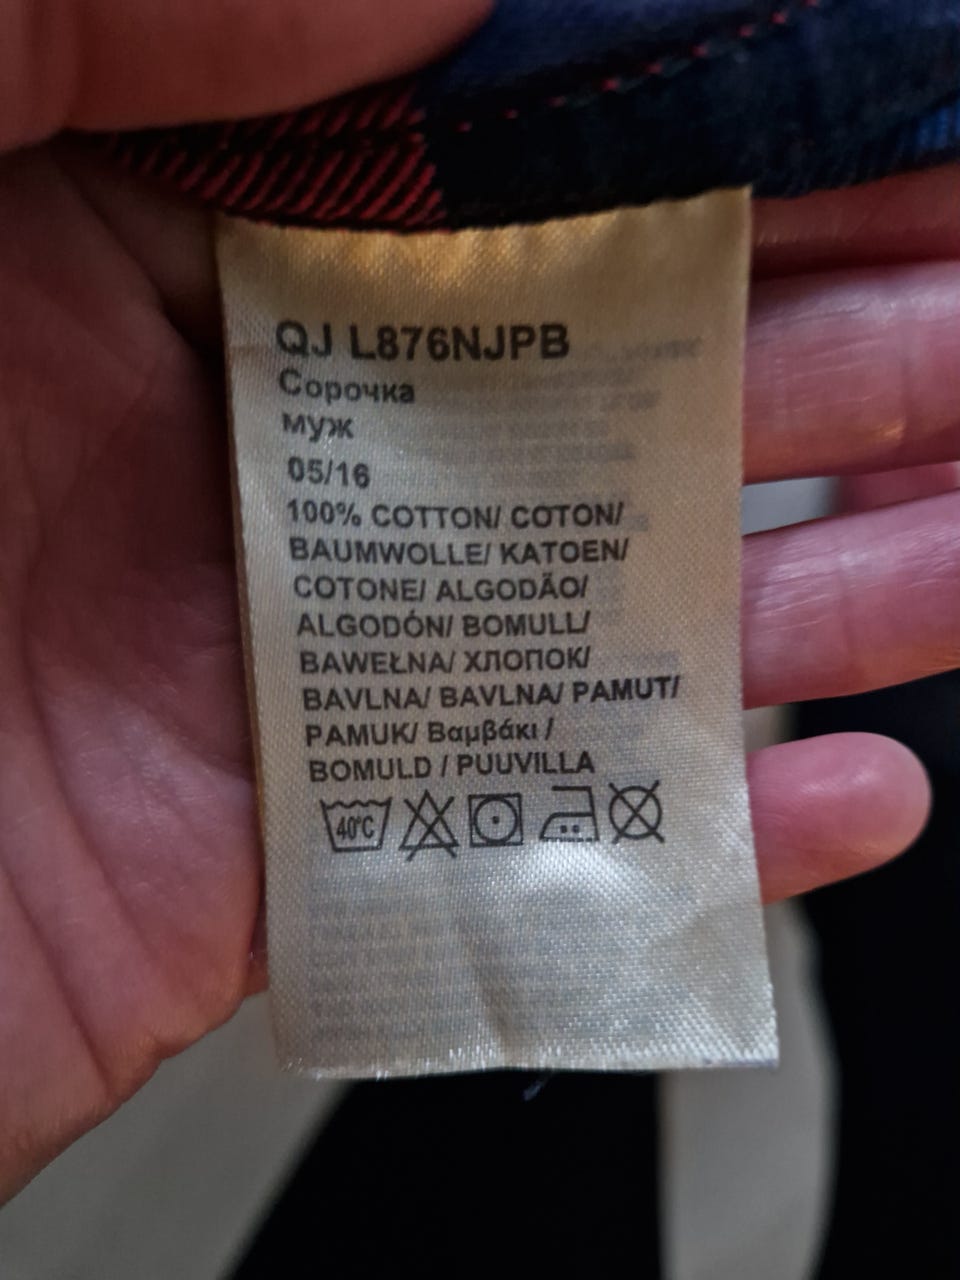 QJ L876NJPB
Сорочка
муж
05/16
100% COTTON/ COTON/
BAUMWOLLE/ KATOEN/
COTONE/ ALGODÃO/
ALGODÓN/ BOMULL/
BAWEŁNA/ ХЛОПОК/
BAVLNA/ BAVLNA/ PAMUT/
PAMUK/ Βαμβάκι /
BOMULD / PUUVILLA
40°C